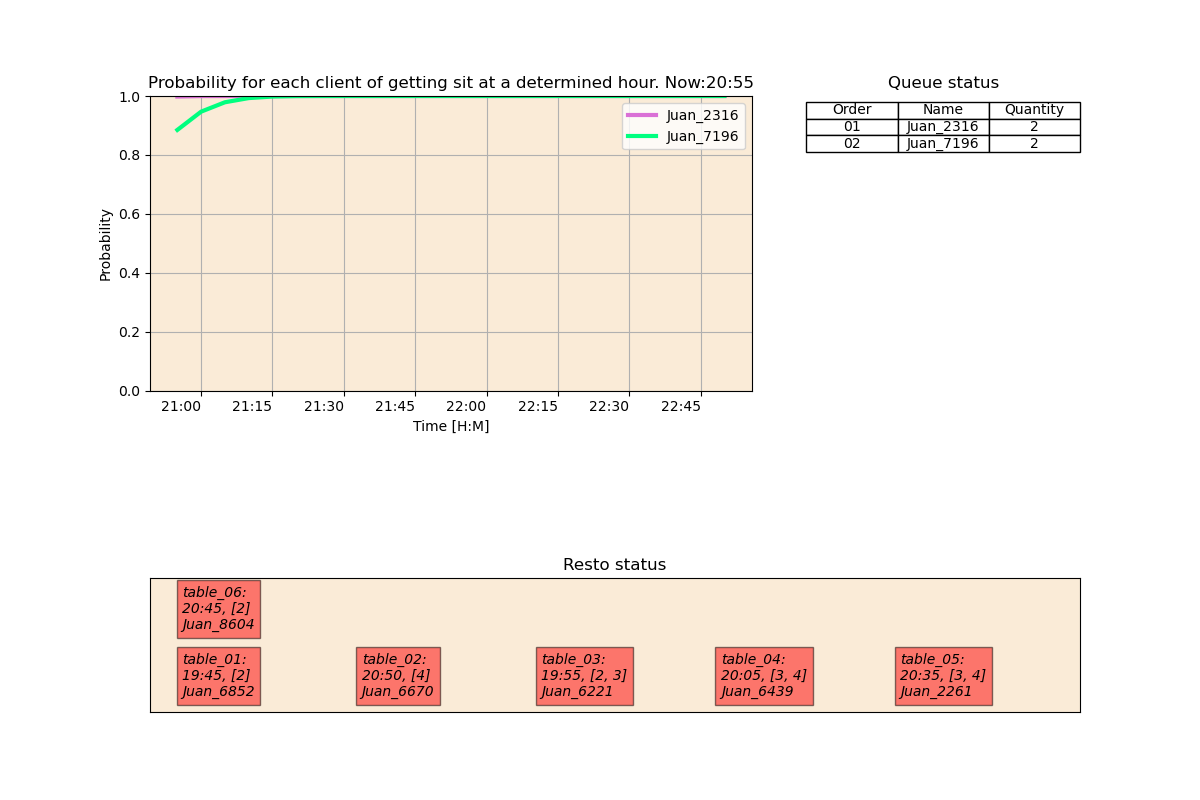 Probability for each client of getting sit at a determined hour. Now:20:55
1.0
0.8
0.6
0.4
0.2
0.0
Probability
Juan_2316
Juan_7196
21:00 21:15 21:30 21:45 22:00 22:15 22:30 22:45
Time [H:M]
Queue status
Order Name Quantity
01 Juan_2316 2
02 Juan_7196 2
Resto status
table_06:
20:45, [2]
Juan_8604
table_01:
19:45, [2]
Juan_6852
table_02:
20:50, [4]
Juan_6670
table_03:
19:55, [2, 3]
Juan_6221
table_04:
20:05, [3, 4]
Juan_6439
table_05:
20:35, [3, 4]
Juan_2261